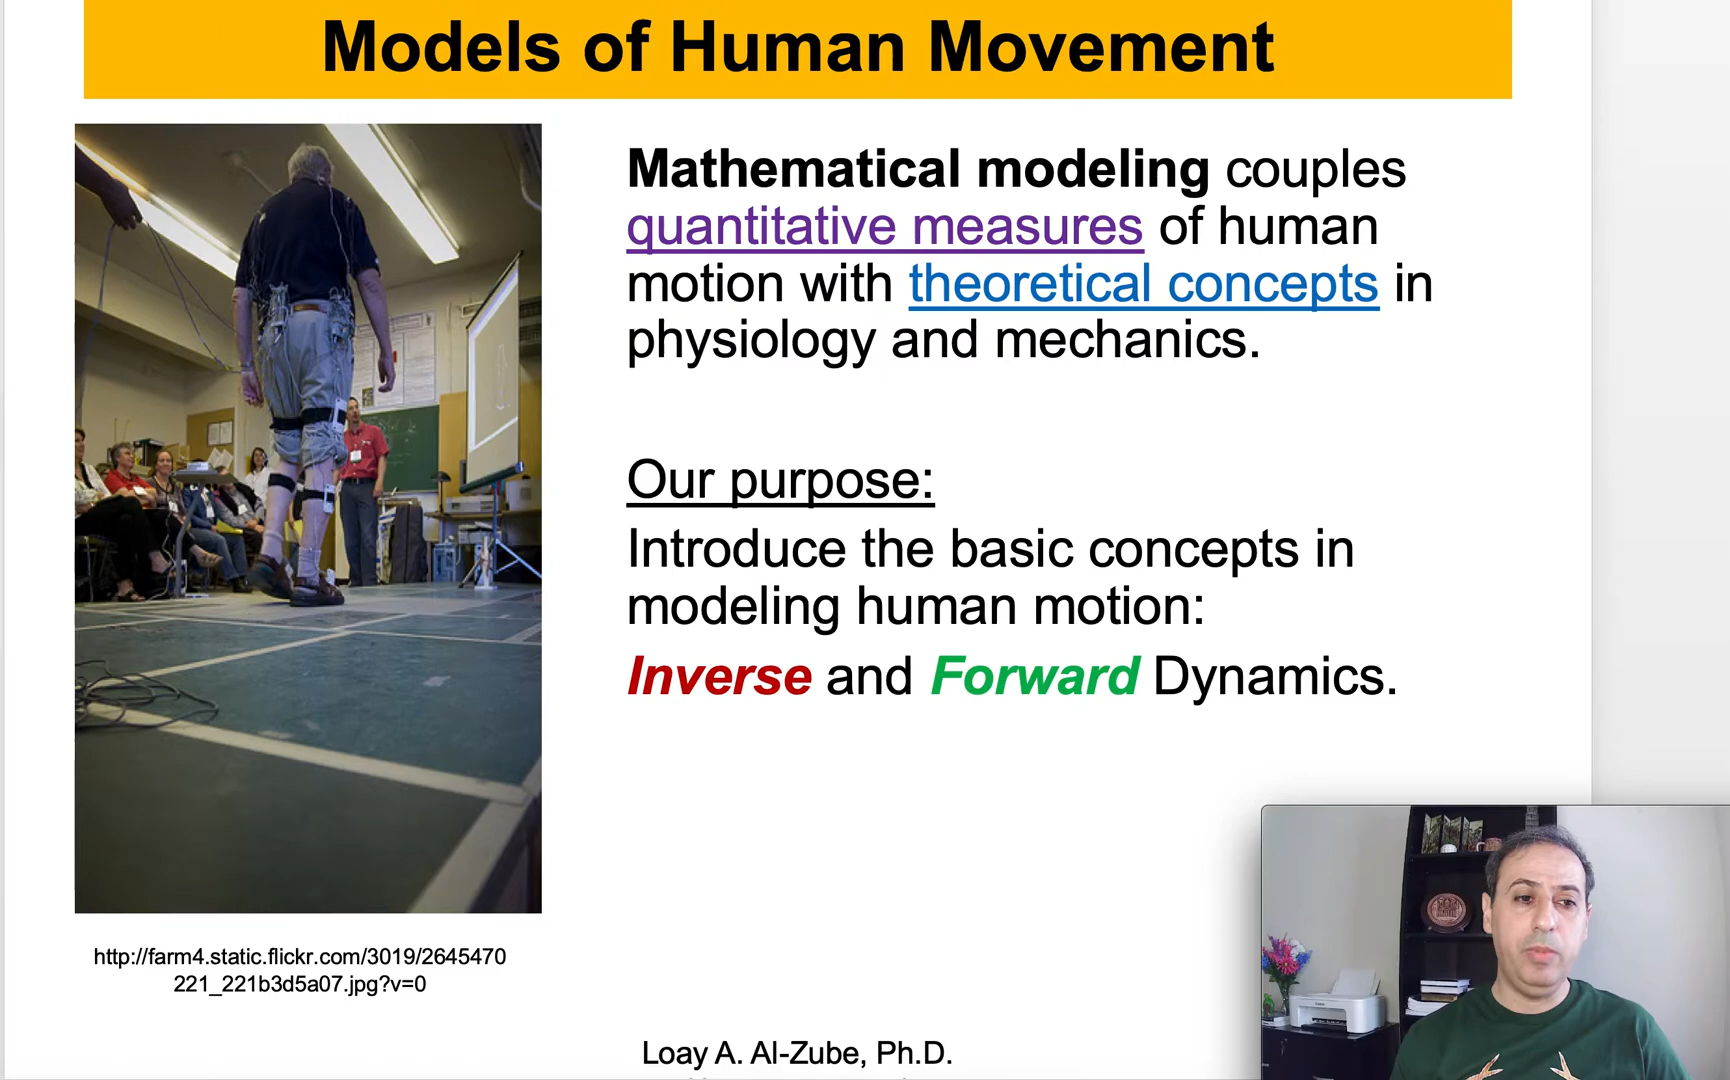 Models of Human Movement
Mathematical modeling couples
quantitative measures of human
motion with theoretical concepts in
physiology and mechanics.
Our purpose:
Introduce the basic concepts in
modeling human motion:
Inverse and Forward Dynamics.
http://farm4.static.flickr.com/3019/2645470
221_221b3d5a07.jpg?v=0
Loay A. Al-Zube, Ph.D.